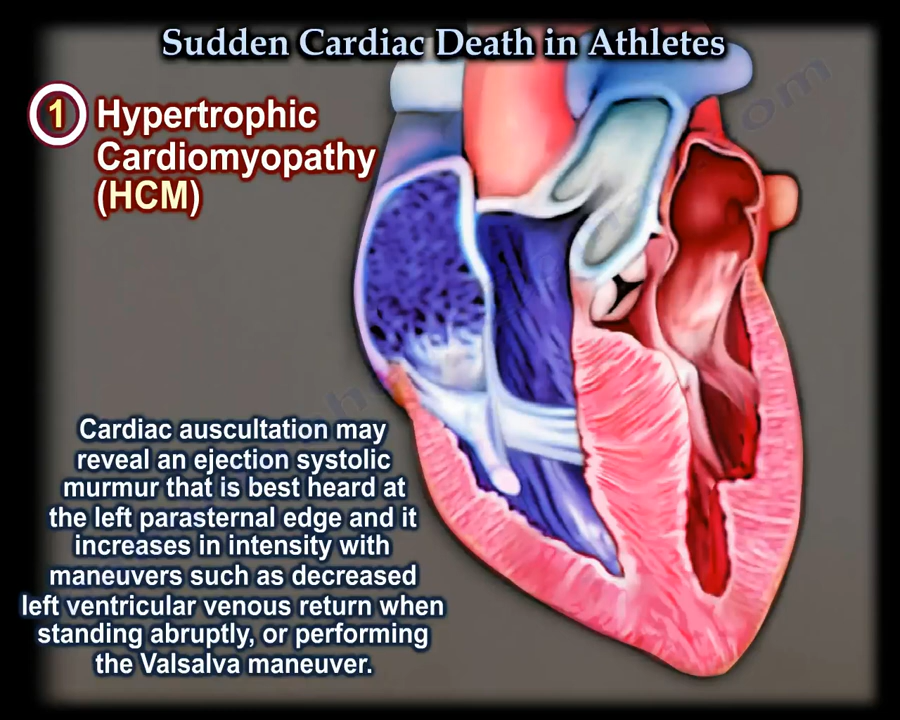 Sudden Cardiac Death in Athletes
1 Hypertrophic
Cardiomyopathy
(HCM)
Cardiac auscultation may
reveal an ejection systolic
murmur that is best heard at
the left parasternal edge and it
increases in intensity with
maneuvers such as decreased
left ventricular venous return when
standing abruptly, or performing
the Valsalva maneuver.